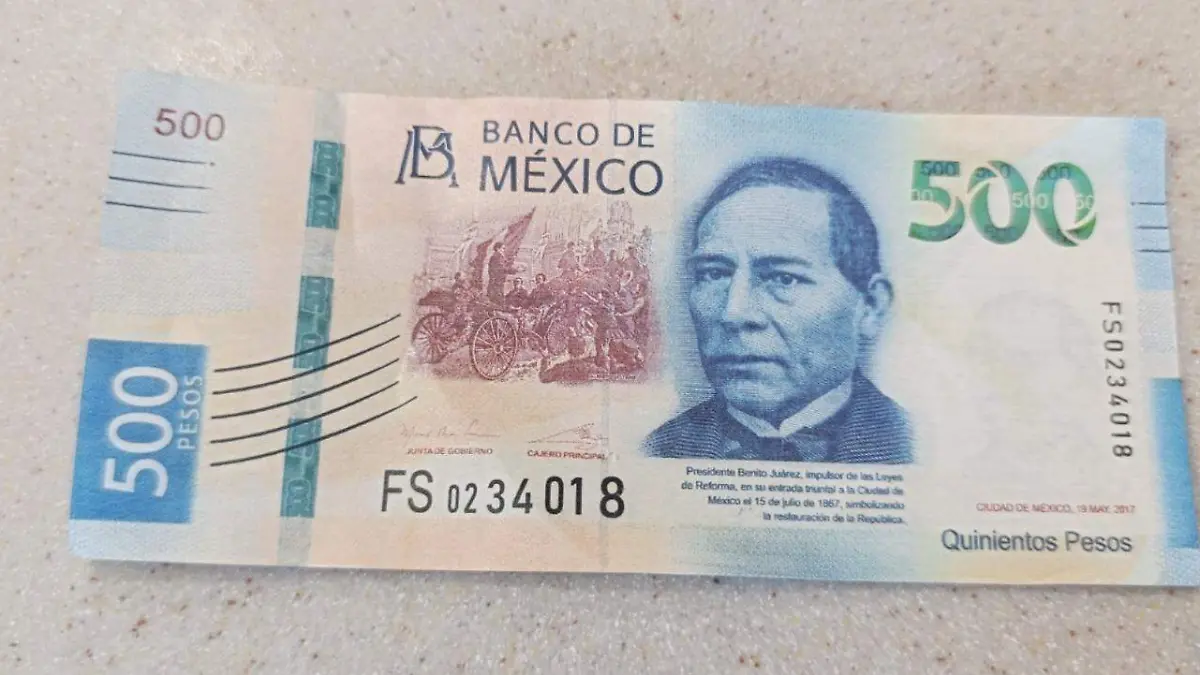 500
BANCO DE
MÉXICO
500
500
500
FS0234018
500
PESOS
JUNTA DE GOBIERNO
CAJERO PRINCIPAL
FS 0234018
Presidente Benito Juárez, impulsor de las Leyes
de Reforma, en su entrada triunfal a la Ciudad de
México el 15 de julio de 1867, simbolizando
la restauración de la República.
CIUDAD DE MÉXICO, 19 MAY. 2017
Quinientos Pesos